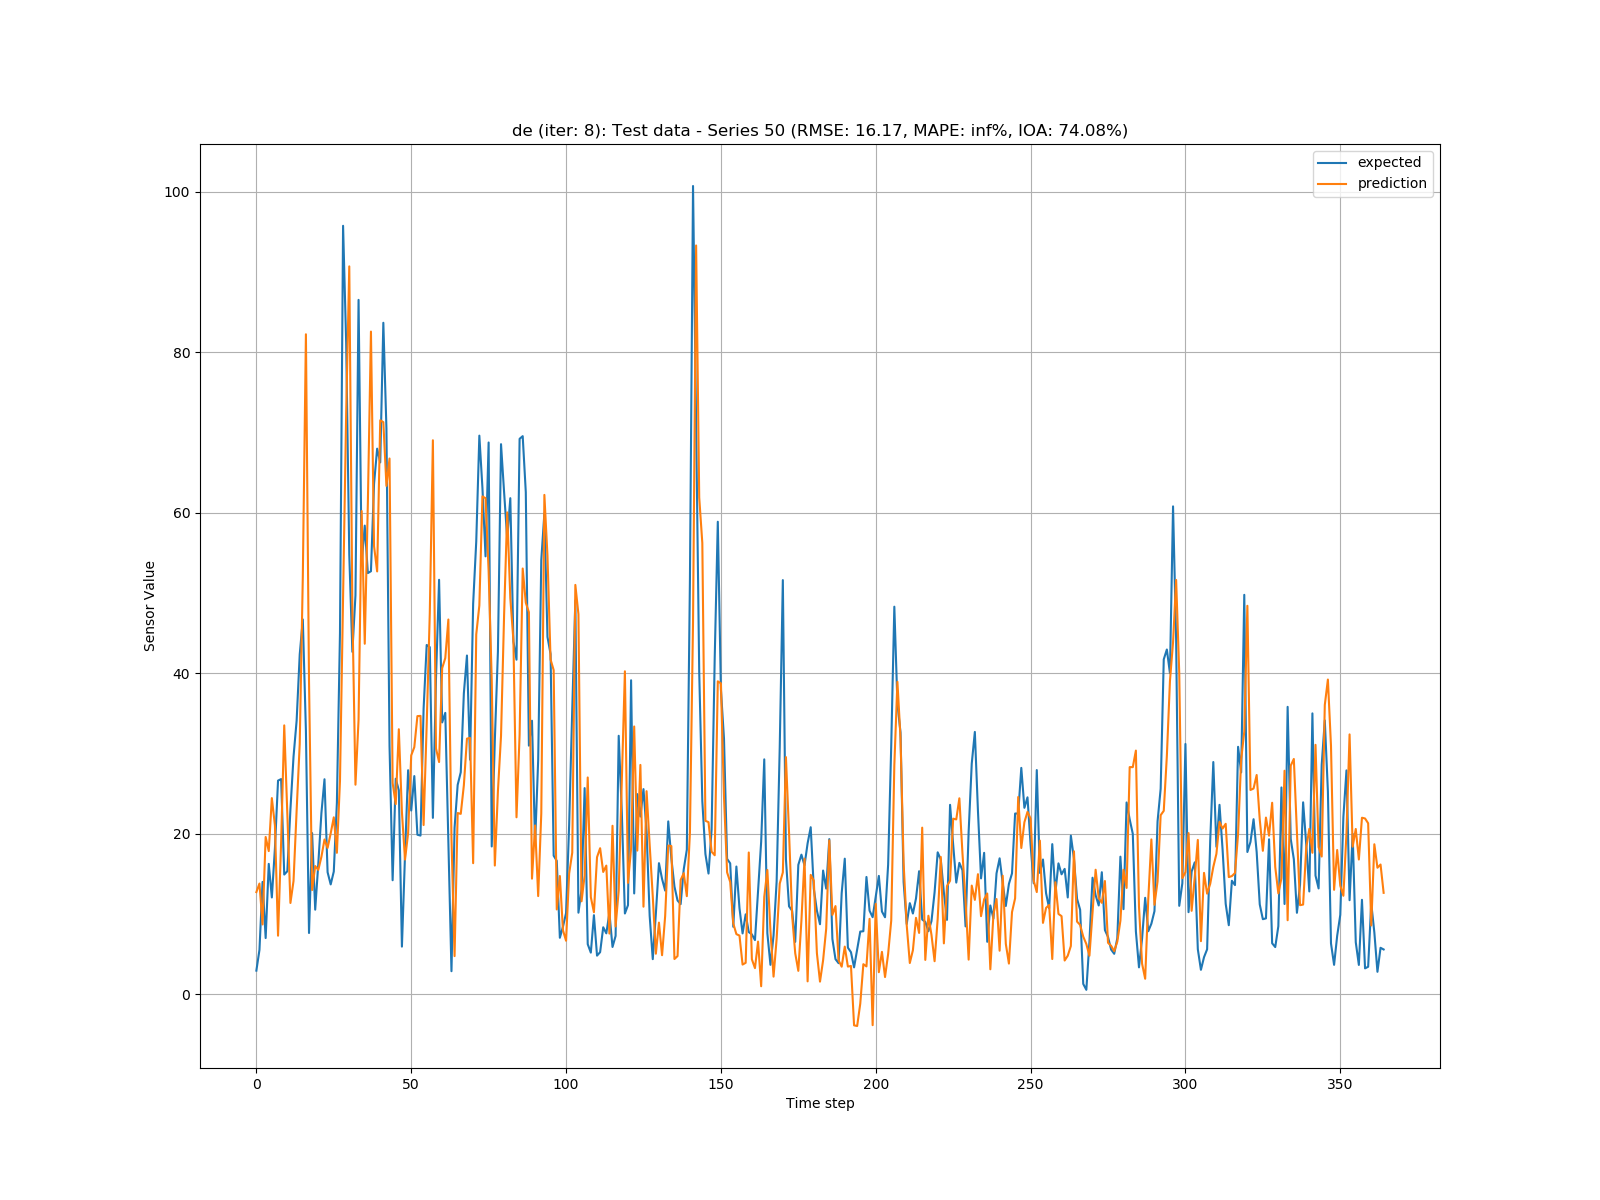 de (iter: 8): Test data - Series 50 (RMSE: 16.17, MAPE: inf%, IOA: 74.08%)
expected
prediction
100
80
60
40
20
0
Sensor Value
0 50 100 150 200 250 300 350
Time step